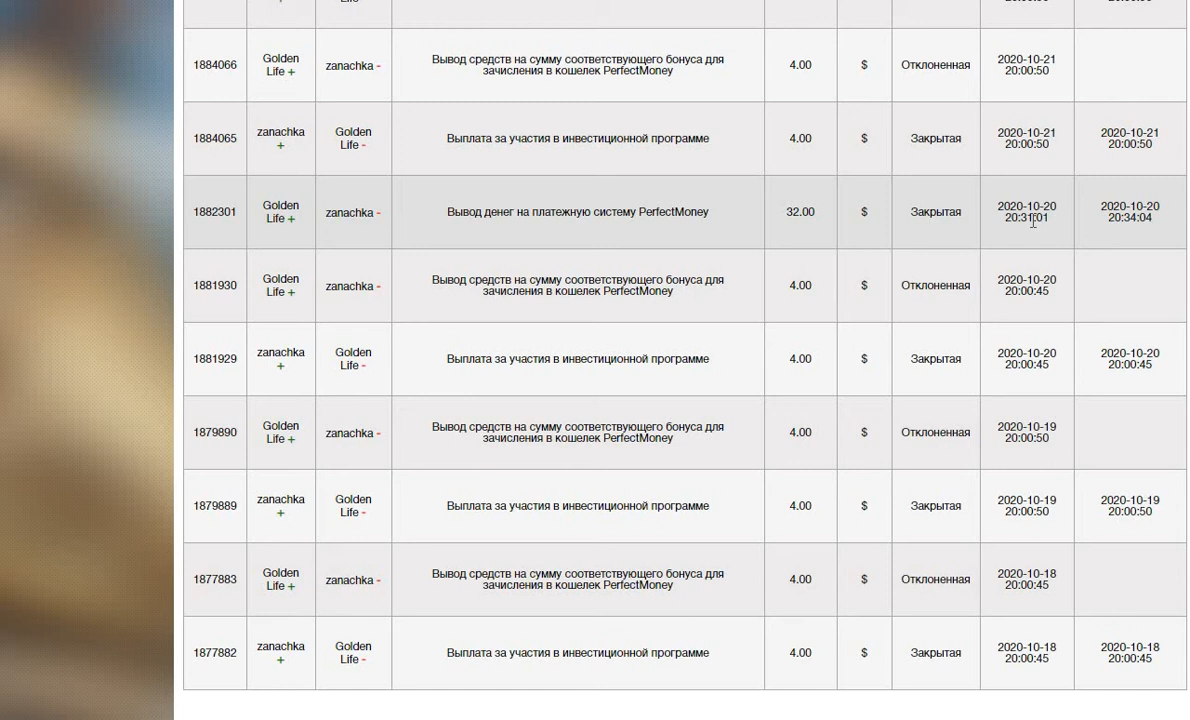 1884066 Golden Life + zanachka - Вывод средств на сумму соответствующего бонуса для зачисления в кошелек PerfectMoney 4.00 $ Отклоненная 2020-10-21 20:00:50
1884065 zanachka + Golden Life - Выплата за участия в инвестиционной программе 4.00 $ Закрытая 2020-10-21 20:00:50 2020-10-21 20:00:50
1882301 Golden Life + zanachka - Вывод денег на платежную систему PerfectMoney 32.00 $ Закрытая 2020-10-20 20:31:01 2020-10-20 20:34:04
1881930 Golden Life + zanachka - Вывод средств на сумму соответствующего бонуса для зачисления в кошелек PerfectMoney 4.00 $ Отклоненная 2020-10-20 20:00:45
1881929 zanachka + Golden Life - Выплата за участия в инвестиционной программе 4.00 $ Закрытая 2020-10-20 20:00:45 2020-10-20 20:00:45
1879890 Golden Life + zanachka - Вывод средств на сумму соответствующего бонуса для зачисления в кошелек PerfectMoney 4.00 $ Отклоненная 2020-10-19 20:00:50
1879889 zanachka + Golden Life - Выплата за участия в инвестиционной программе 4.00 $ Закрытая 2020-10-19 20:00:50 2020-10-19 20:00:50
1877883 Golden Life + zanachka - Вывод средств на сумму соответствующего бонуса для зачисления в кошелек PerfectMoney 4.00 $ Отклоненная 2020-10-18 20:00:45
1877882 zanachka + Golden Life - Выплата за участия в инвестиционной программе 4.00 $ Закрытая 2020-10-18 20:00:45 2020-10-18 20:00:45